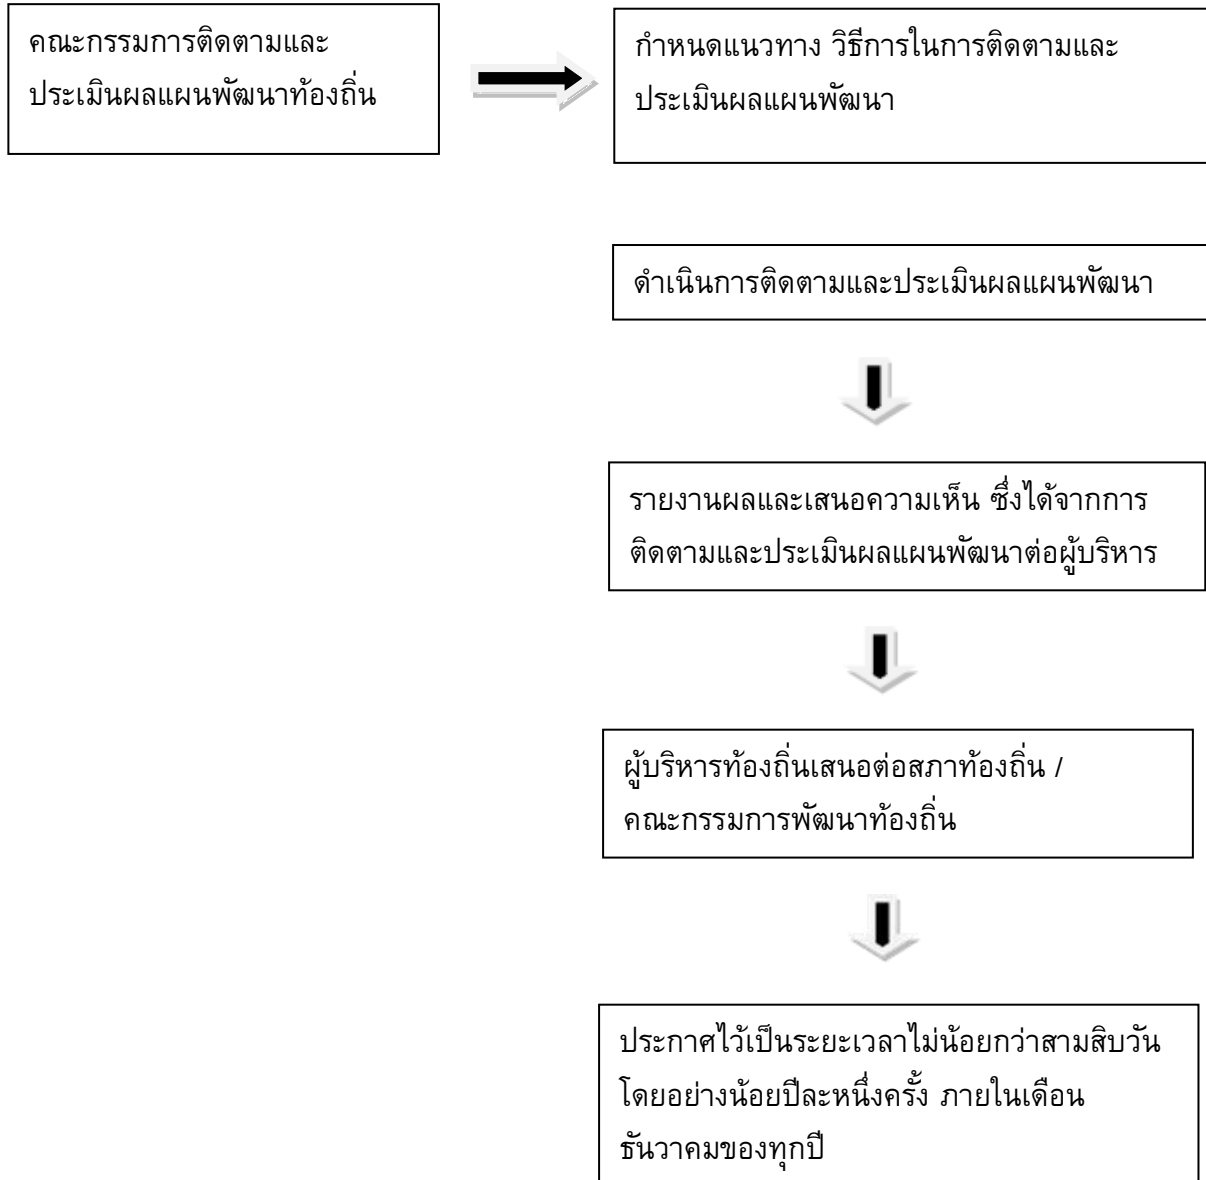 คณะกรรมการติดตามและ
ประเมินผลแผนพัฒนาท้องถิ่น
กำหนดแนวทาง วิธีการในการติดตามและ
ประเมินผลแผนพัฒนา
ดำเนินการติดตามและประเมินผลแผนพัฒนา
รายงานผลและเสนอความเห็น ซึ่งได้จากการ
ติดตามและประเมินผลแผนพัฒนาต่อผู้บริหาร
ผู้บริหารท้องถิ่นเสนอต่อสภาท้องถิ่น /
คณะกรรมการพัฒนาท้องถิ่น
ประกาศไว้เป็นระยะเวลาไม่น้อยกว่าสามสิบวัน
โดยอย่างน้อยปีละหนึ่งครั้ง ภายในเดือน
ธันวาคมของทุกปี